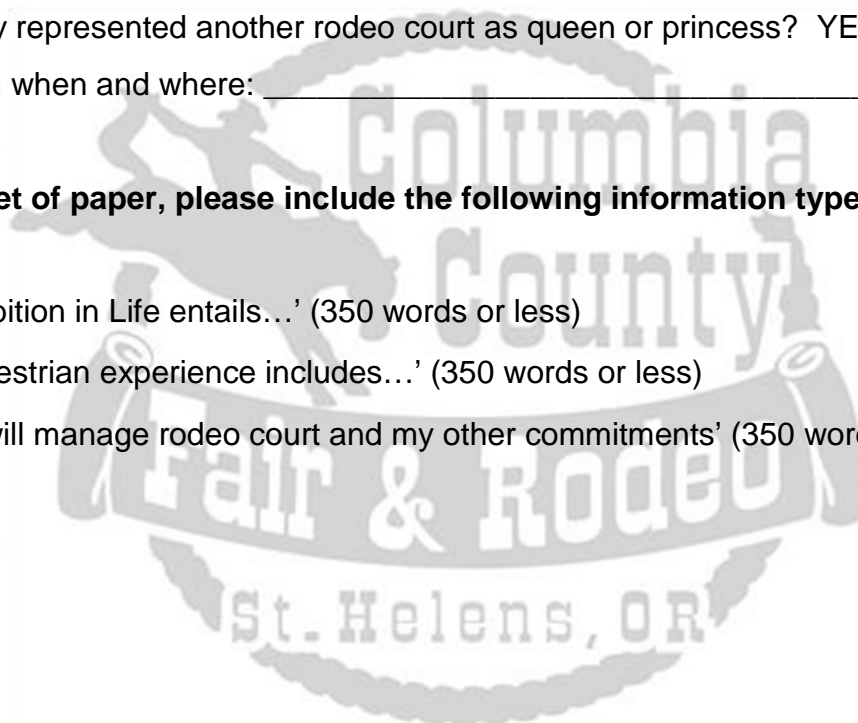 y represented another rodeo court as queen or princess? YE
when and where: ____________________________________
et of paper, please include the following information type
bition in Life entails…’ (350 words or less)
estrian experience includes…’ (350 words or less)
will manage rodeo court and my other commitments’ (350 wor
Columbia
County
Fair & Rodeo
St. Helens, OR